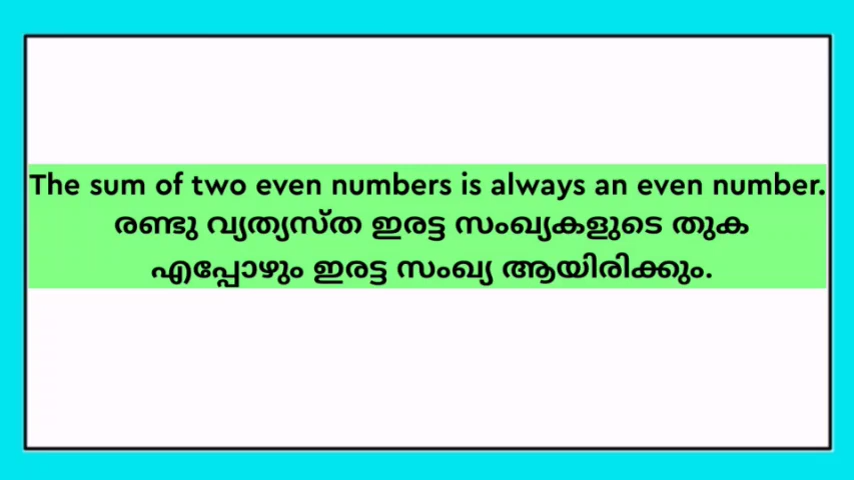 The sum of two even numbers is always an even number.
രണ്ടു വ്യത്യസ്ത ഇരട്ട സംഖ്യകളുടെ തുക
എപ്പോഴും ഇരട്ട സംഖ്യ ആയിരിക്കും.